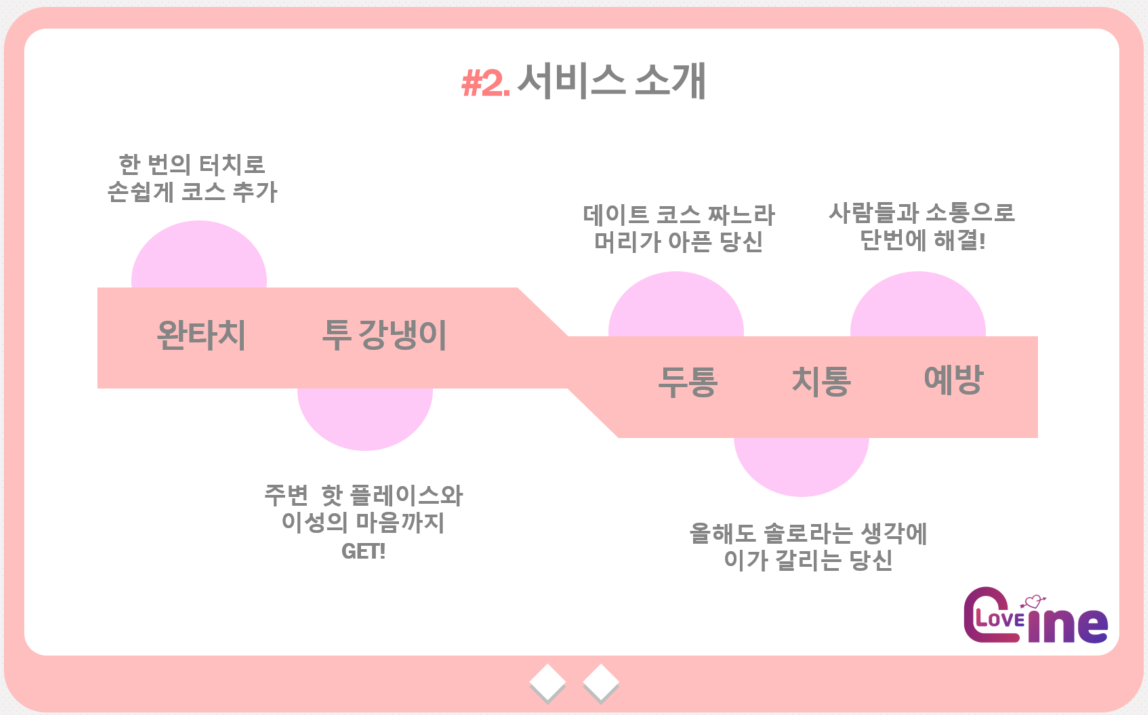 #2. 서비스 소개
한 번의 터치로
손쉽게 코스 추가
데이트 코스 짜느라
머리가 아픈 당신
사람들과 소통으로
단번에 해결!
완타치
투 강냉이
두통
치통
예방
주변 핫 플레이스와
이성의 마음까지
GET!
올해도 솔로라는 생각에
이가 갈리는 당신
LOVE
ine